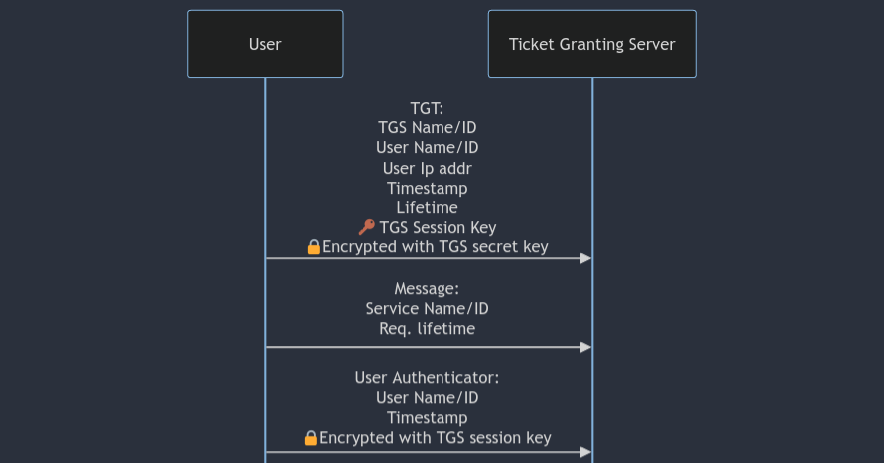 User
Ticket Granting Server
TGT:
TGS Name/ID
User Name/ID
User Ip addr
Timestamp
Lifetime
TGS Session Key
Encrypted with TGS secret key
Message:
Service Name/ID
Req. lifetime
User Authenticator:
User Name/ID
Timestamp
Encrypted with TGS session key